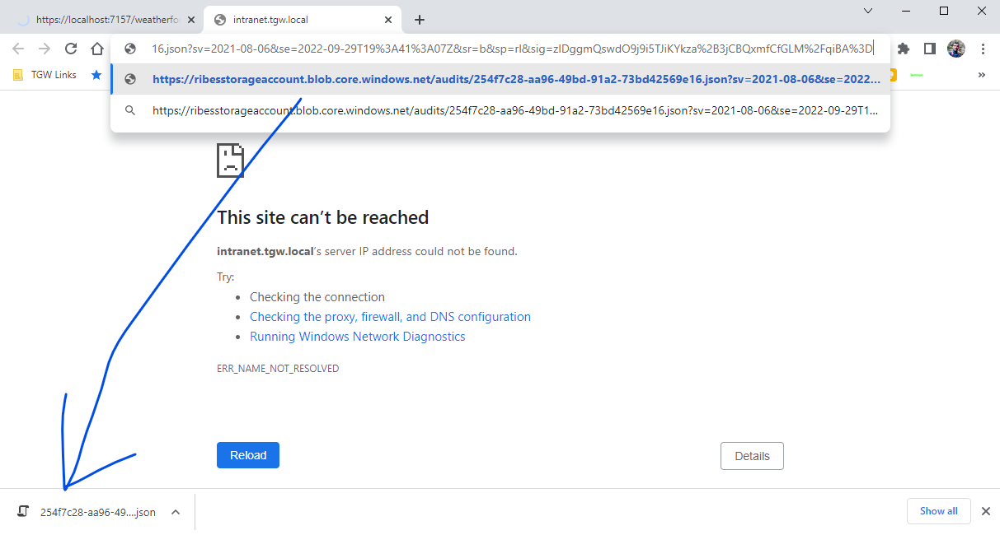 https://localhost:7157/weatherfo
intranet.tgw.local
16.json?sv=2021-08-06&se=2022-09-29T19%3A41%3A07Z&sr=b&sp=rl&sig=zIDggmQswdO9j9i5TJiKYkza%2B3jCBQxmfCfGLM%2FqiBA%3D
TGW Links
https://ribesstorageaccount.blob.core.windows.net/audits/254f7c28-aa96-49bd-91a2-73bd42569e16.json?sv=2021-08-06&se=2022...
https://ribesstorageaccount.blob.core.windows.net/audits/254f7c28-aa96-49bd-91a2-73bd42569e16.json?sv=2021-08-06&se=2022-09-29T1...
This site can’t be reached
intranet.tgw.local’s server IP address could not be found.
Try:
• Checking the connection
• Checking the proxy, firewall, and DNS configuration
• Running Windows Network Diagnostics
ERR_NAME_NOT_RESOLVED
Reload
Details
254f7c28-aa96-49....json
Show all